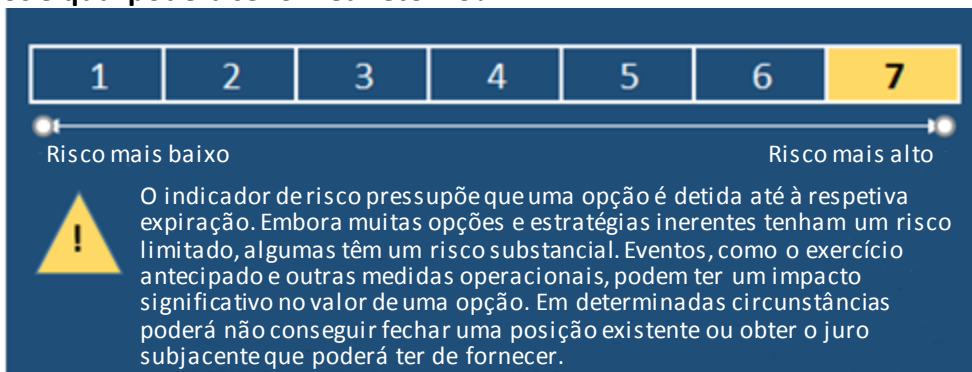 1 2 3 4 5 6 7
Risco mais baixo Risco mais alto
O indicador de risco pressupõe que uma opção é detida até à respetiva
expiração. Embora muitas opções e estratégias inerentes tenham um risco
! limitado, algumas têm um risco substancial. Eventos, como o exercício
antecipado e outras medidas operacionais, podem ter um impacto
significativo no valor de uma opção. Em determinadas circunstâncias
poderá não conseguir fechar uma posição existente ou obter o juro
subjacente que poderá ter de fornecer.